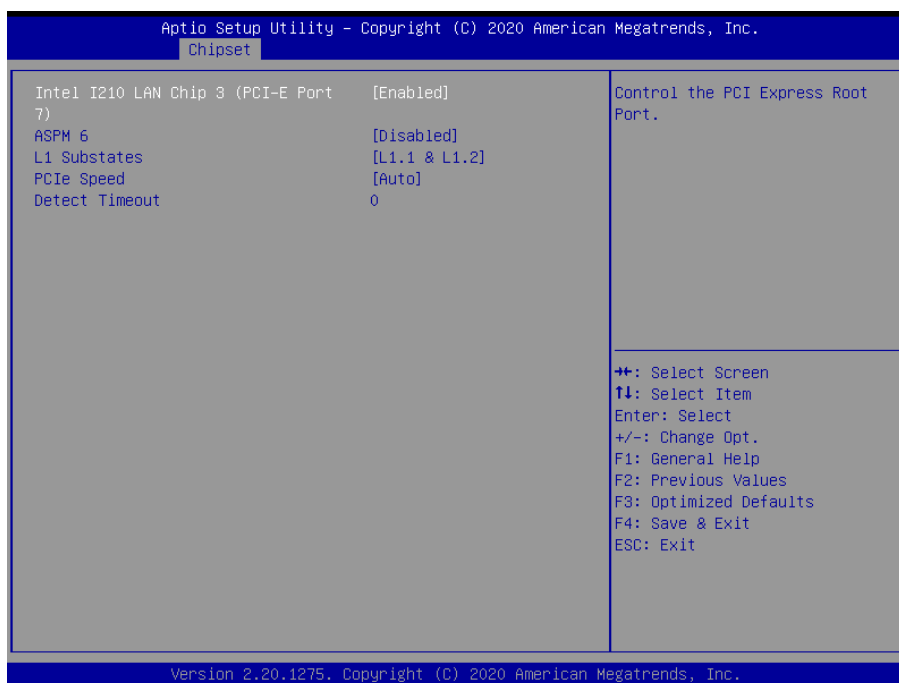 Aptio Setup Utility – Copyright (C) 2020 American Megatrends, Inc.
Chipset
Intel I210 LAN Chip 3 (PCI-E Port 7) [Enabled]
ASPM 6 [Disabled]
L1 Substates [L1.1 & L1.2]
PCIe Speed [Auto]
Detect Timeout 0
Control the PCI Express Root
Port.
→←: Select Screen
↑↓: Select Item
Enter: Select
+/-: Change Opt.
F1: General Help
F2: Previous Values
F3: Optimized Defaults
F4: Save & Exit
ESC: Exit
Version 2.20.1275. Copyright (C) 2020 American Megatrends, Inc.